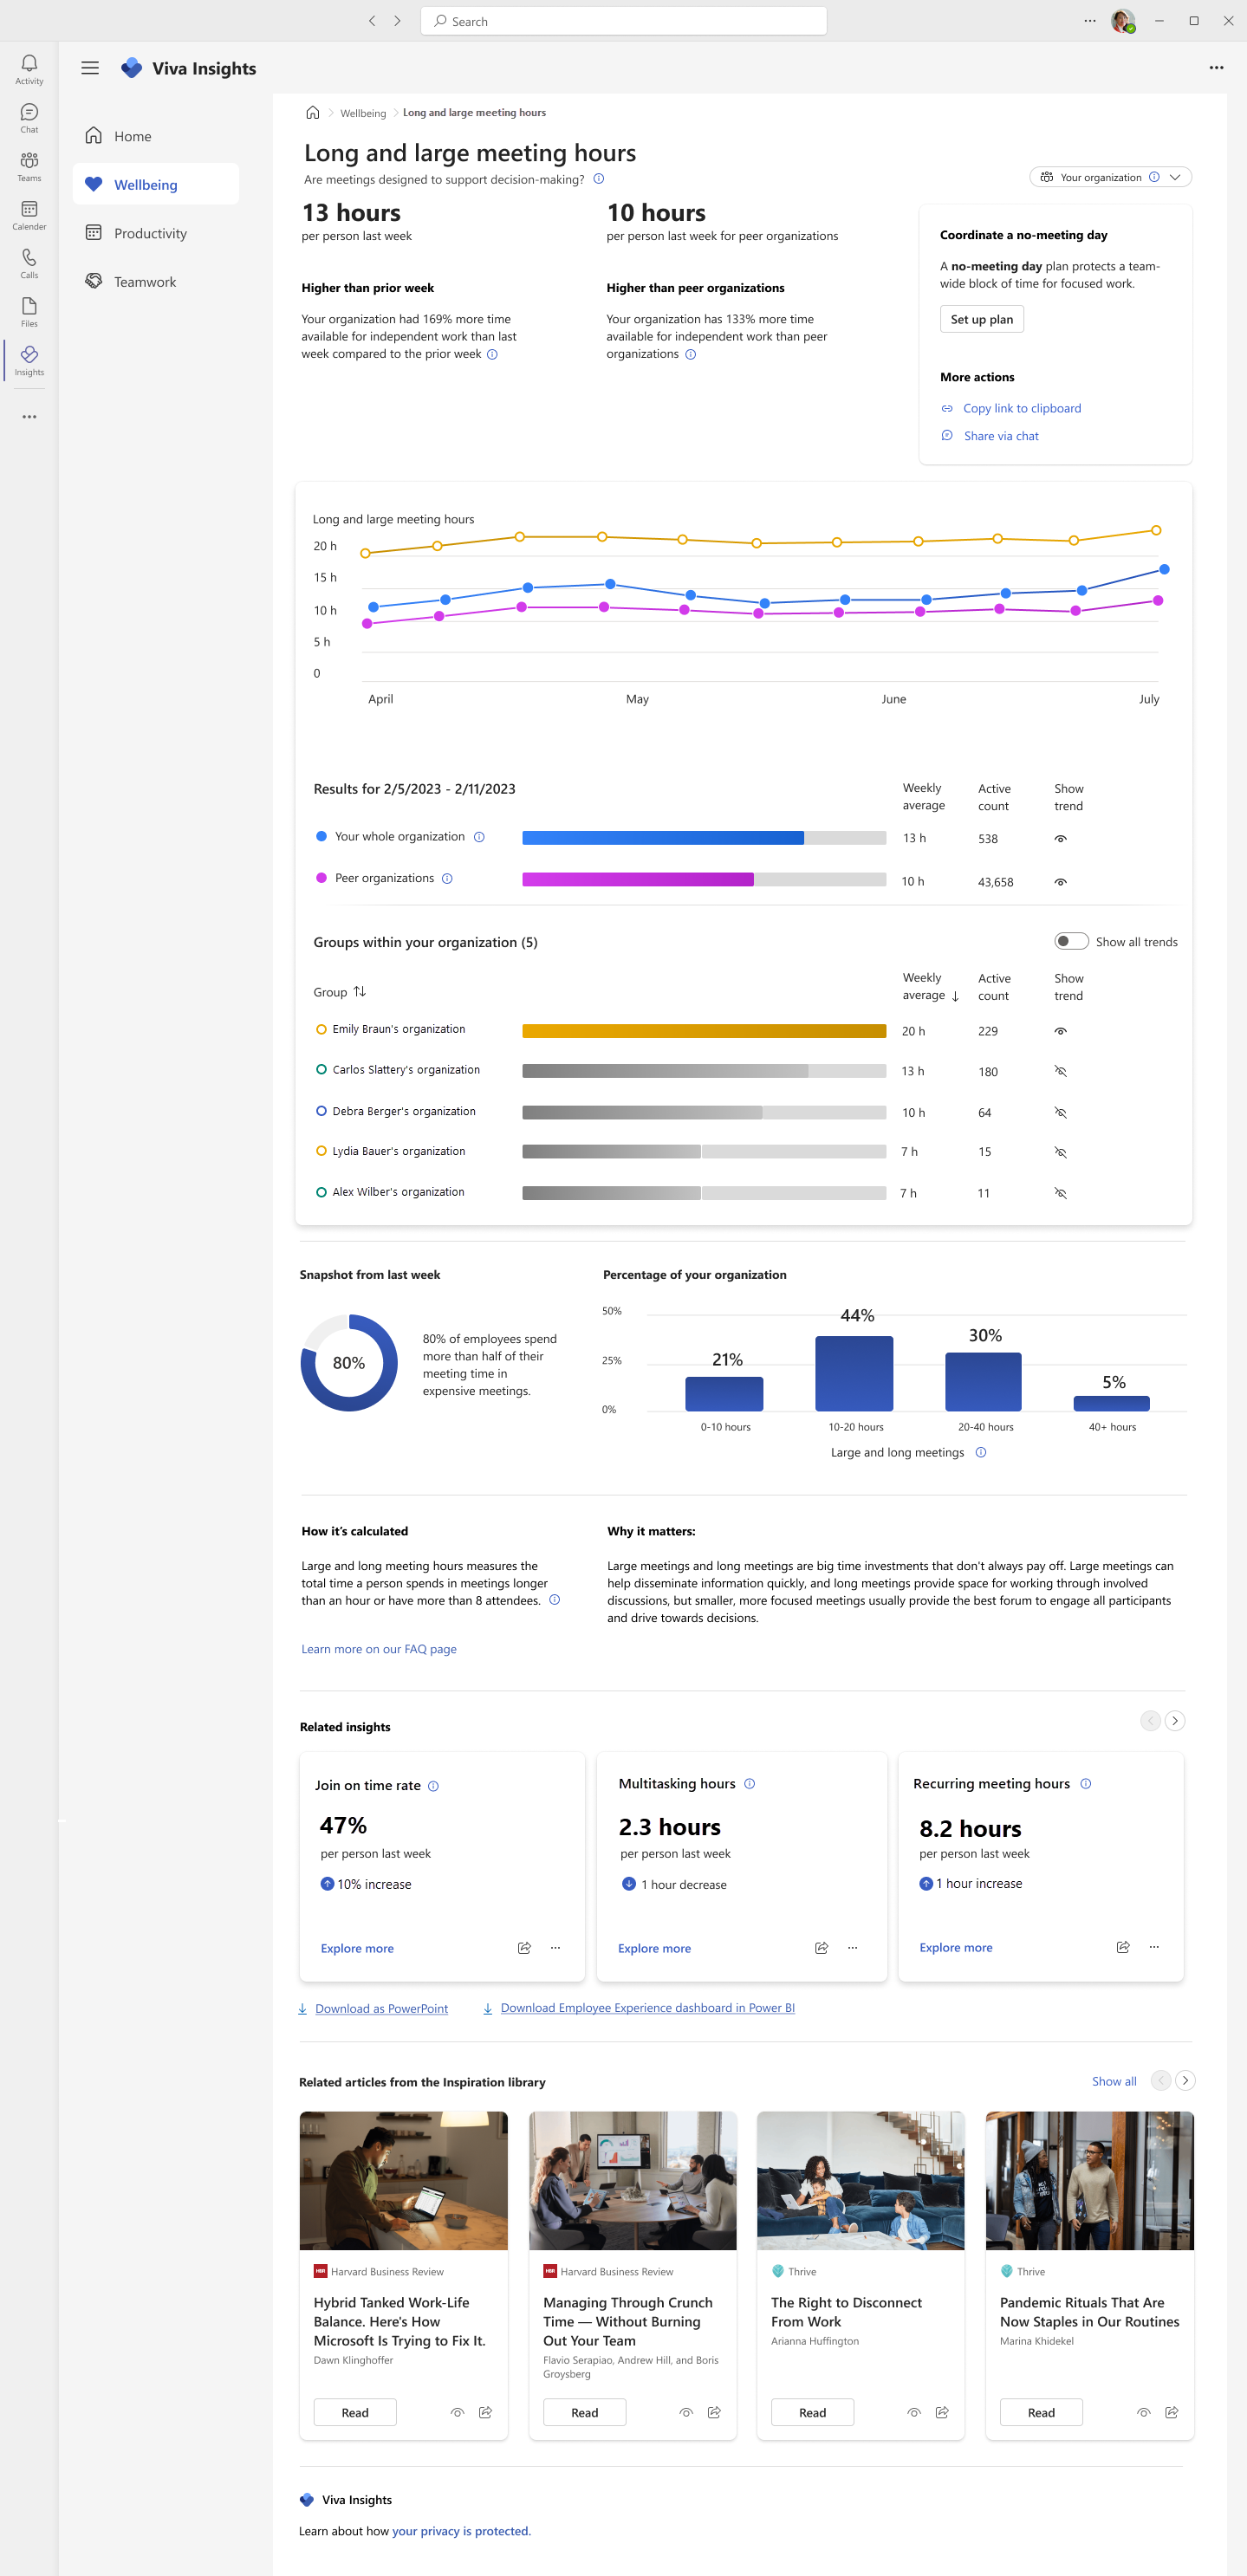 Search
Activity
Chat
Teams
Calender
Calls
Files
Insights
Viva Insights
Home
Wellbeing
Productivity
Teamwork
Wellbeing
Long and large meeting hours
Long and large meeting hours
Are meetings designed to support decision-making?
Your organization
13 hours
per person last week
10 hours
per person last week for peer organizations
Higher than prior week
Your organization had 169% more time
available for independent work than last
week compared to the prior week
Higher than peer organizations
Your organization has 133% more time
available for independent work than peer
organizations
Coordinate a no-meeting day
A no-meeting day plan protects a team-
wide block of time for focused work.
Set up plan
More actions
Copy link to clipboard
Share via chat
Long and large meeting hours
20 h
15 h
10 h
5 h
0
April
May
June
July
Results for 2/5/2023 - 2/11/2023
Weekly
average
Active
count
Show
trend
Your whole organization
13 h
538
Peer organizations
10 h
43,658
Groups within your organization (5)
Show all trends
Group
Weekly
average
Active
count
Show
trend
Emily Braun's organization
20 h
229
Carlos Slattery's organization
13 h
180
Debra Berger's organization
10 h
64
Lydia Bauer's organization
7 h
15
Alex Wilber's organization
7 h
11
Snapshot from last week
80%
80% of employees spend
more than half of their
meeting time in
expensive meetings.
Percentage of your organization
50%
25%
0%
21%
44%
30%
5%
0-10 hours
10-20 hours
20-40 hours
40+ hours
Large and long meetings
How it's calculated
Large and long meeting hours measures the
total time a person spends in meetings longer
than an hour or have more than 8 attendees.
Learn more on our FAQ page
Why it matters:
Large meetings and long meetings are big time investments that don't always pay off. Large meetings can
help disseminate information quickly, and long meetings provide space for working through involved
discussions, but smaller, more focused meetings usually provide the best forum to engage all participants
and drive towards decisions.
Related insights
Join on time rate
47%
per person last week
10% increase
Explore more
Multitasking hours
2.3 hours
per person last week
1 hour decrease
Explore more
Recurring meeting hours
8.2 hours
per person last week
1 hour increase
Explore more
Download as PowerPoint
Download Employee Experience dashboard in Power BI
Related articles from the Inspiration library
Show all
HBR
Harvard Business Review
Hybrid Tanked Work-Life
Balance. Here's How
Microsoft Is Trying to Fix It.
Dawn Klinghoffer
Read
HBR
Harvard Business Review
Managing Through Crunch
Time — Without Burning
Out Your Team
Flavio Serapiao, Andrew Hill, and Boris
Groysberg
Read
Thrive
The Right to Disconnect
From Work
Arianna Huffington
Read
Thrive
Pandemic Rituals That Are
Now Staples in Our Routines
Marina Khidekel
Read
Viva Insights
Learn about how your privacy is protected.